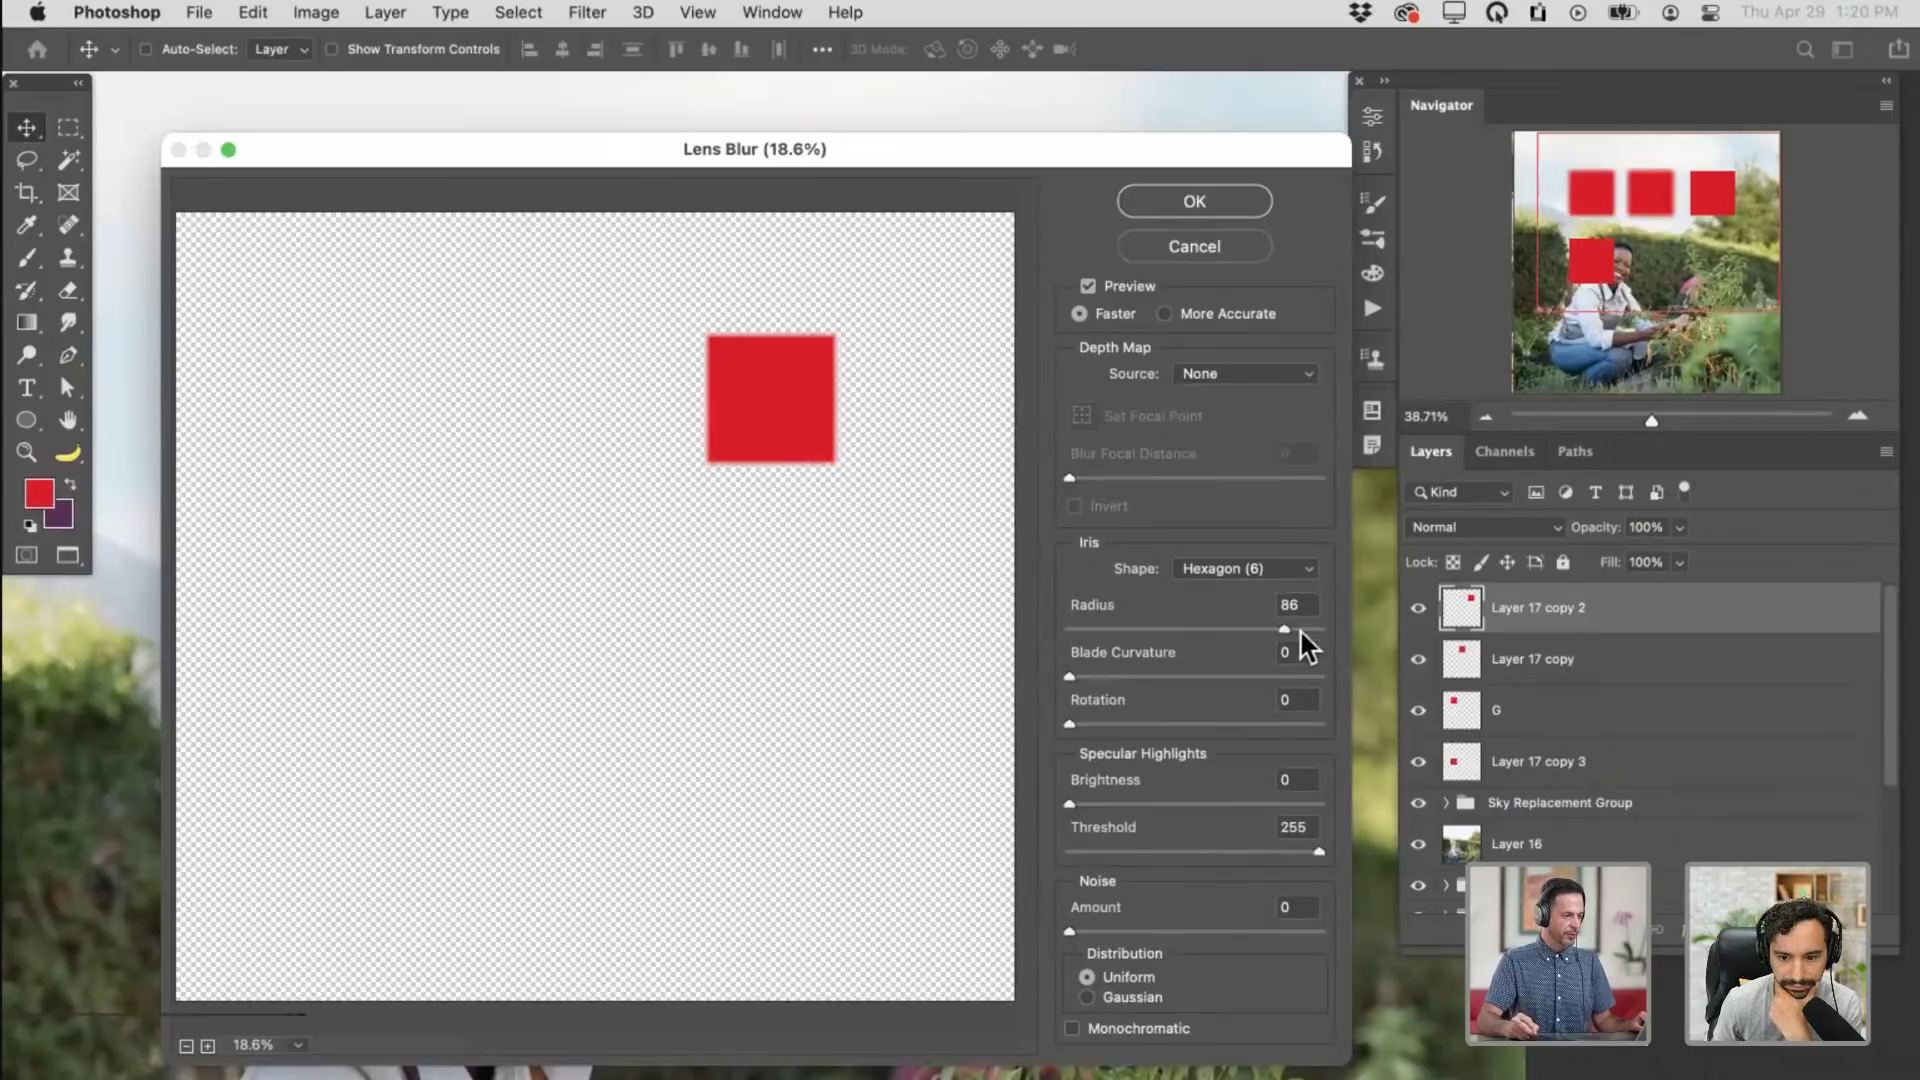 Photoshop File Edit Image Layer Type Select Filter 3D View Window Help
Thu Apr 29 1:20 PM
Auto-Select: Layer Show Transform Controls 3D Mode:
Lens Blur (18.6%)
OK
Cancel
Preview
Faster More Accurate
Depth Map
Source: None
Set Focal Point
Blur Focal Distance 0
Invert
Iris
Shape: Hexagon (6)
Radius 86
Blade Curvature 0
Rotation 0
Specular Highlights
Brightness 0
Threshold 255
Noise
Amount 0
Distribution
Uniform
Gaussian
Monochromatic
18.6%
Navigator
38.71%
Layers Channels Paths
Kind
Normal Opacity: 100%
Lock: Fill: 100%
Layer 17 copy 2
Layer 17 copy
G
Layer 17 copy 3
Sky Replacement Group
Layer 16